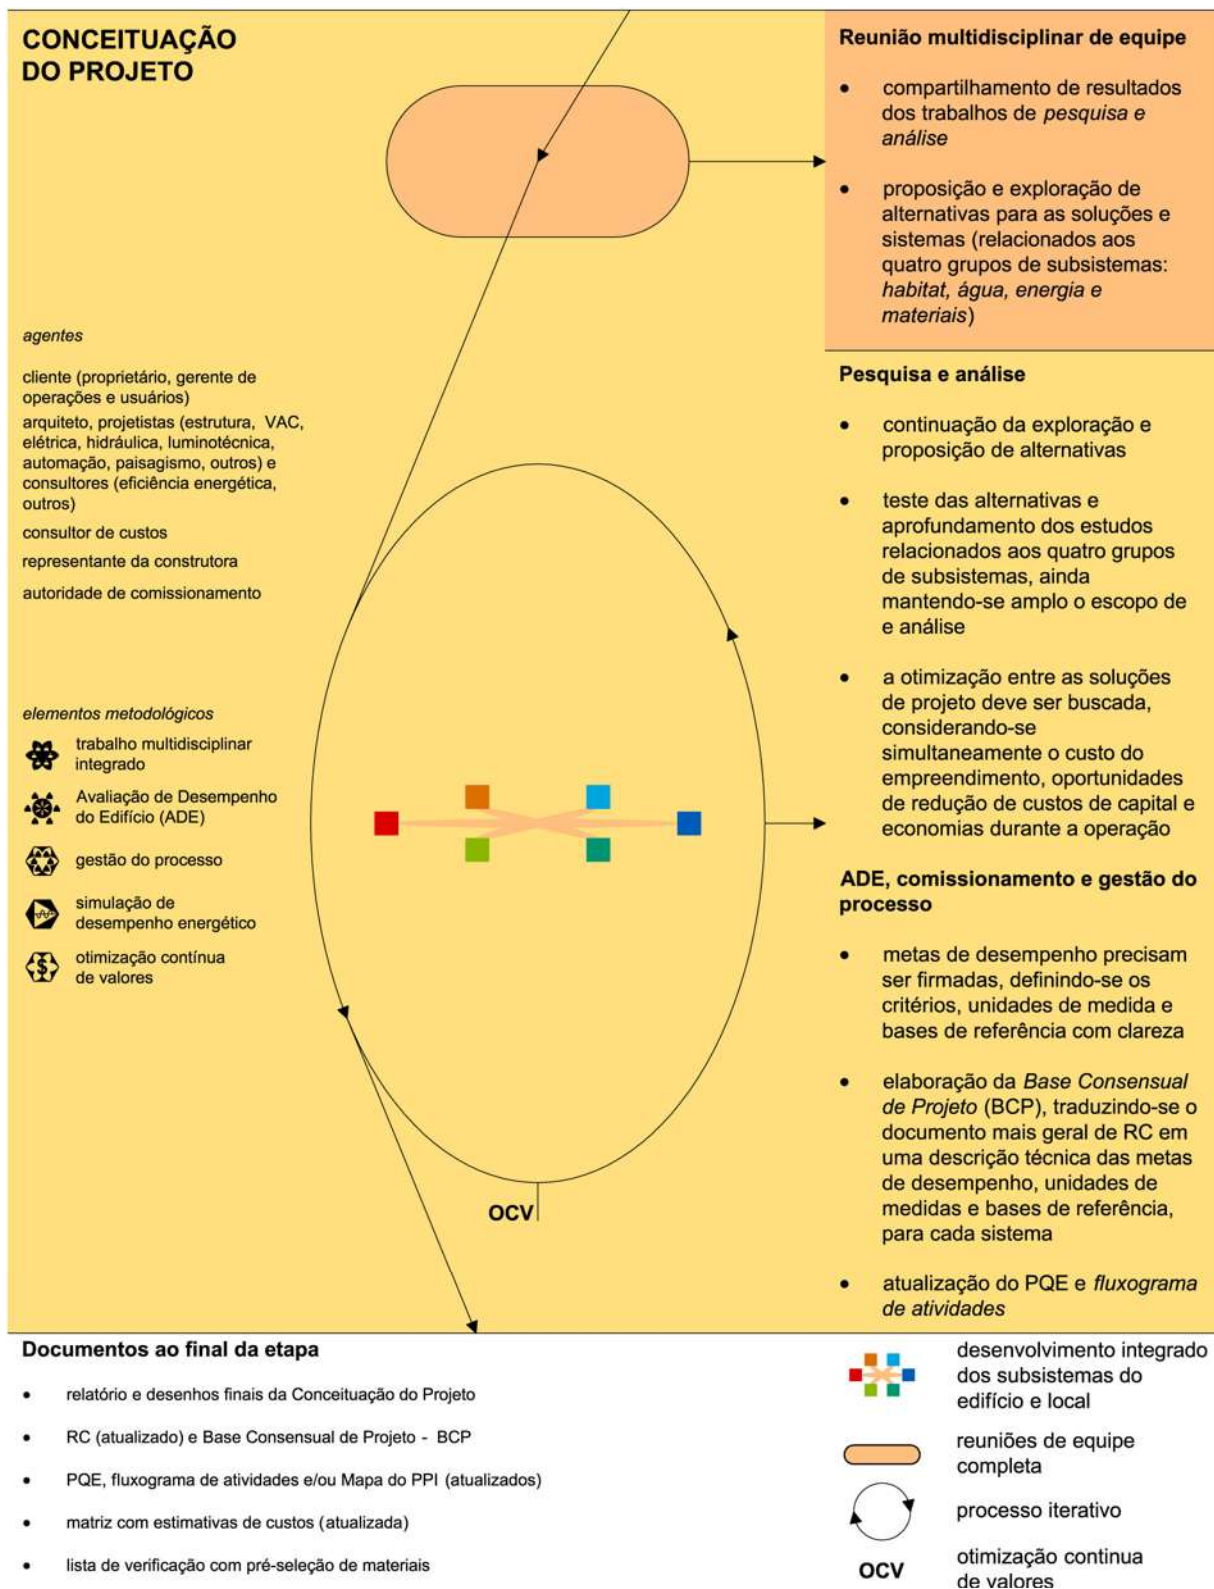 CONCEITUAÇÃO
DO PROJETO
agentes
cliente (proprietário, gerente de
operações e usuários)
arquiteto, projetistas (estrutura, VAC,
elétrica, hidráulica, luminotécnica,
automação, paisagismo, outros) e
consultores (eficiência energética,
outros)
consultor de custos
representante da construtora
autoridade de comissionamento
elementos metodológicos
trabalho multidisciplinar
integrado
Avaliação de Desempenho
do Edifício (ADE)
gestão do processo
simulação de
desempenho energético
$
otimização contínua
de valores
OCV
Reunião multidisciplinar de equipe
• compartilhamento de resultados
dos trabalhos de pesquisa e
análise
• proposição e exploração de
alternativas para as soluções e
sistemas (relacionados aos
quatro grupos de subsistemas:
habitat, água, energia e
materiais)
Pesquisa e análise
• continuação da exploração e
proposição de alternativas
• teste das alternativas e
aprofundamento dos estudos
relacionados aos quatro grupos
de subsistemas, ainda
mantendo-se amplo o escopo de
e análise
• a otimização entre as soluções
de projeto deve ser buscada,
considerando-se
simultaneamente o custo do
empreendimento, oportunidades
de redução de custos de capital e
economias durante a operação
ADE, comissionamento e gestão do
processo
• metas de desempenho precisam
ser firmadas, definindo-se os
critérios, unidades de medida e
bases de referência com clareza
• elaboração da Base Consensual
de Projeto (BCP), traduzindo-se o
documento mais geral de RC em
uma descrição técnica das metas
de desempenho, unidades de
medidas e bases de referência,
para cada sistema
• atualização do PQE e fluxograma
de atividades
Documentos ao final da etapa
• relatório e desenhos finais da Conceituação do Projeto
• RC (atualizado) e Base Consensual de Projeto - BCP
• PQE, fluxograma de atividades e/ou Mapa do PPI (atualizados)
• matriz com estimativas de custos (atualizada)
• lista de verificação com pré-seleção de materiais
desenvolvimento integrado
dos subsistemas do
edifício e local
reuniões de equipe
completa
processo iterativo
OCV
otimização continua
de valores